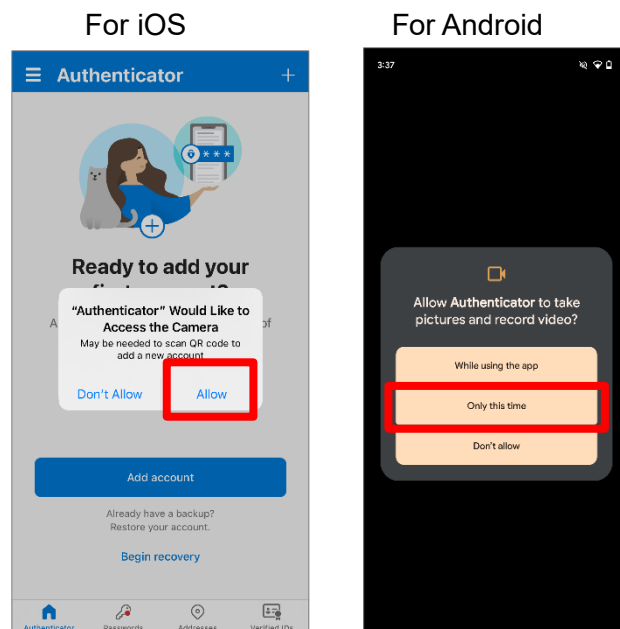 For iOS
For Android
Authenticator
* * *
Ready to add your
"Authenticator" Would Like to
Access the Camera
May be needed to scan QR code to
add a new account
A
of
Don't Allow
Allow
Add account
Already have a backup?
Restore your account.
Begin recovery
Authenticator
Passwords
Addresses
Verified IDs
3:37
Allow Authenticator to take
pictures and record video?
While using the app
Only this time
Don't allow